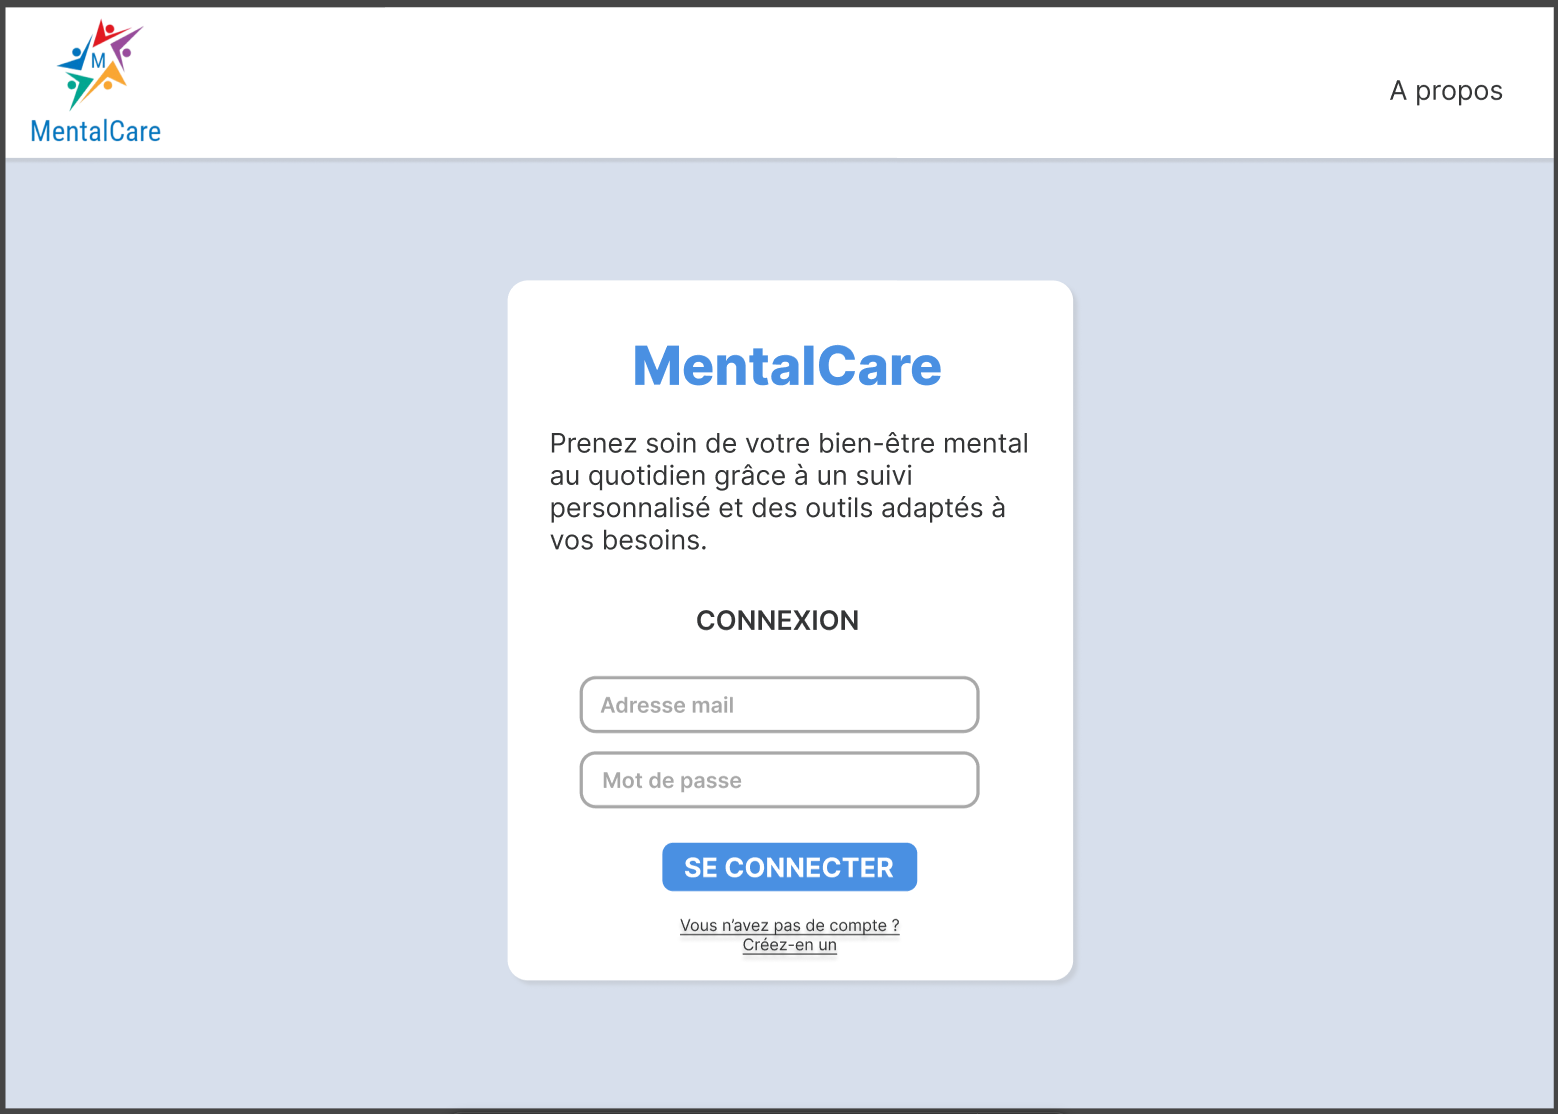 M
MentalCare
A propos
MentalCare
Prenez soin de votre bien-être mental
au quotidien grâce à un suivi
personnalisé et des outils adaptés à
vos besoins.
CONNEXION
Adresse mail
Mot de passe
SE CONNECTER
Vous n’avez pas de compte ?
Créez-en un